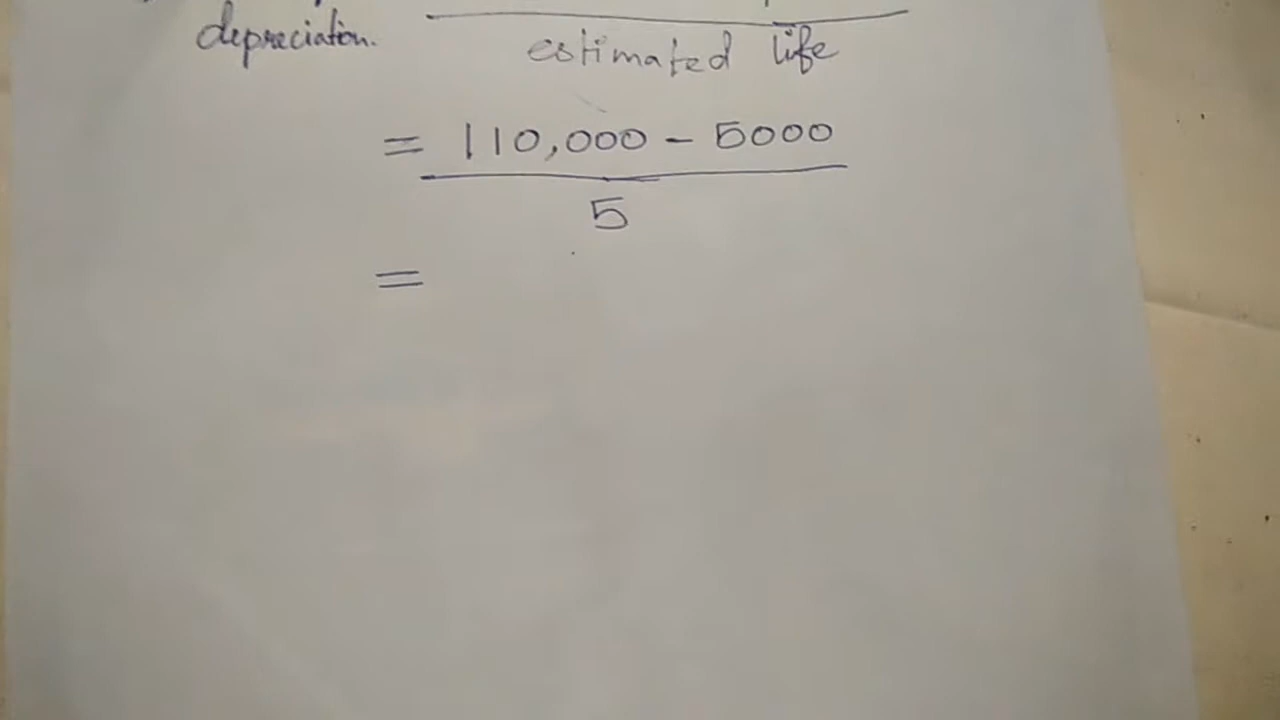 depreciation.
estimated life
= 110,000 - 5000
5
=